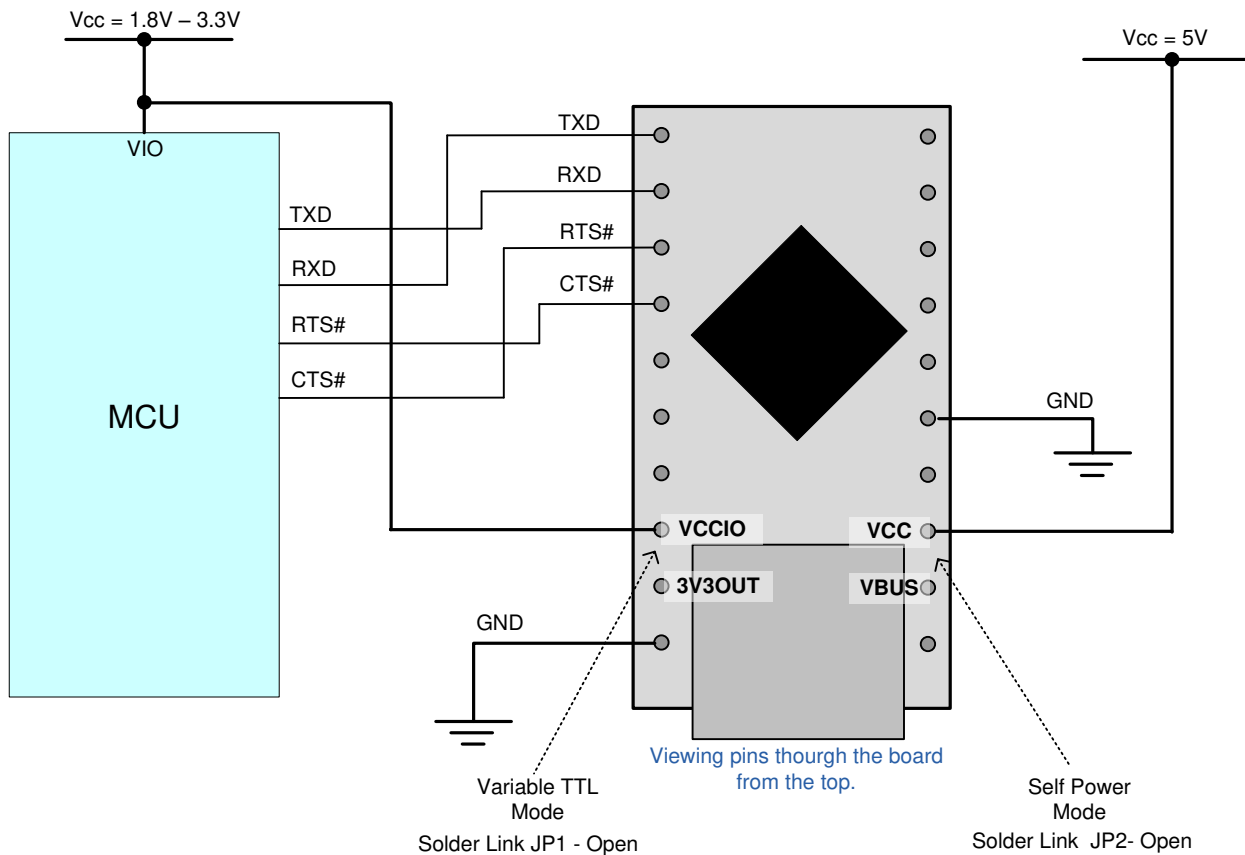 Vcc = 1.8V – 3.3V
Vcc = 5V
VIO
TXD
RXD
RTS#
CTS#
MCU
TXD
RXD
RTS#
CTS#
GND
VCCIO
VCC
3V3OUT
VBUS
GND
Viewing pins thourgh the board
from the top.
Variable TTL
Mode
Solder Link JP1 - Open
Self Power
Mode
Solder Link JP2- Open